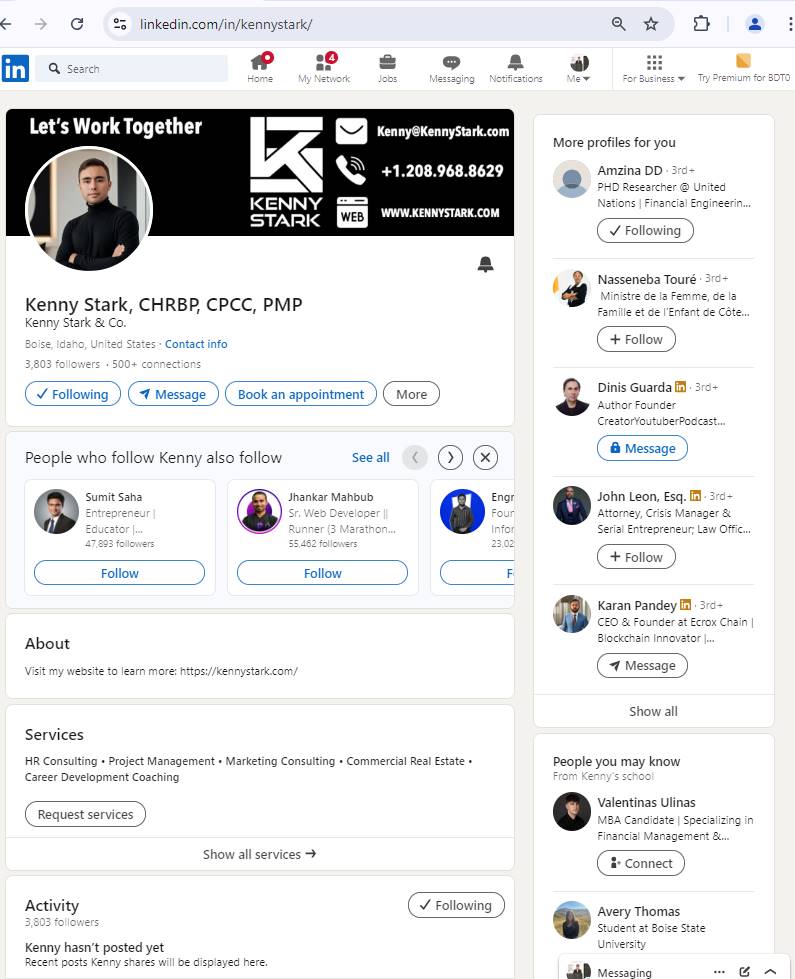 linkedin.com/in/kennystark/
in
Search
Home
4
My Network
Jobs
Messaging
Notifications
Me
For Business
Try Premium for BDT0
Let's Work Together
KENNY
STARK
Kenny@KennyStark.com
+1.208.968.8629
WEB
WWW.KENNYSTARK.COM
Kenny Stark, CHRBP, CPCC, PMP
Kenny Stark & Co.
Boise, Idaho, United States · Contact info
3,803 followers · 500+ connections
Following
Message
Book an appointment
More
People who follow Kenny also follow
See all
Sumit Saha
Entrepreneur |
Educator |...
47,893 followers
Follow
Jhankar Mahbub
Sr. Web Developer ||
Runner (3 Marathon...
55,462 followers
Follow
Engr
Foun
Infor
23,02
F
About
Visit my website to learn more: https://kennystark.com/
Services
HR Consulting • Project Management • Marketing Consulting • Commercial Real Estate •
Career Development Coaching
Request services
Show all services →
Activity
Following
3,803 followers
Kenny hasn't posted yet
Recent posts Kenny shares will be displayed here.
More profiles for you
Amzina DD · 3rd+
PHD Researcher @ United
Nations | Financial Engineerin...
Following
Nasseneba Touré · 3rd+
Ministre de la Femme, de la
Famille et de l'Enfant de Côte...
+ Follow
Dinis Guarda in · 3rd+
Author Founder
CreatorYoutuberPodcast...
Message
John Leon, Esq. in · 3rd+
Attorney, Crisis Manager &
Serial Entrepreneur; Law Offic...
+ Follow
Karan Pandey in · 3rd+
CEO & Founder at Ecrox Chain |
Blockchain Innovator |...
Message
Show all
People you may know
From Kenny's school
Valentinas Ulinas
MBA Candidate | Specializing in
Financial Management &...
Connect
Avery Thomas
Student at Boise State
University
Messaging